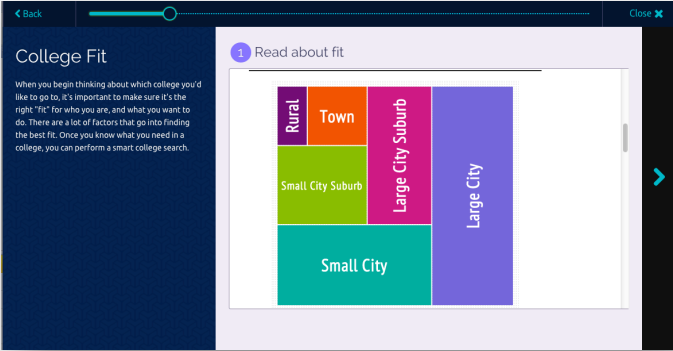 Back
Close
College Fit
When you begin thinking about which college you'd
like to go to, it's important to make sure it's the
right "fit" for who you are, and what you want to
do. There are a lot of factors that go into finding
the best fit. Once you know what you need in a
college, you can perform a smart college search.
1 Read about fit
Rural
Town
Large City Suburb
Large City
Small City Suburb
Small City